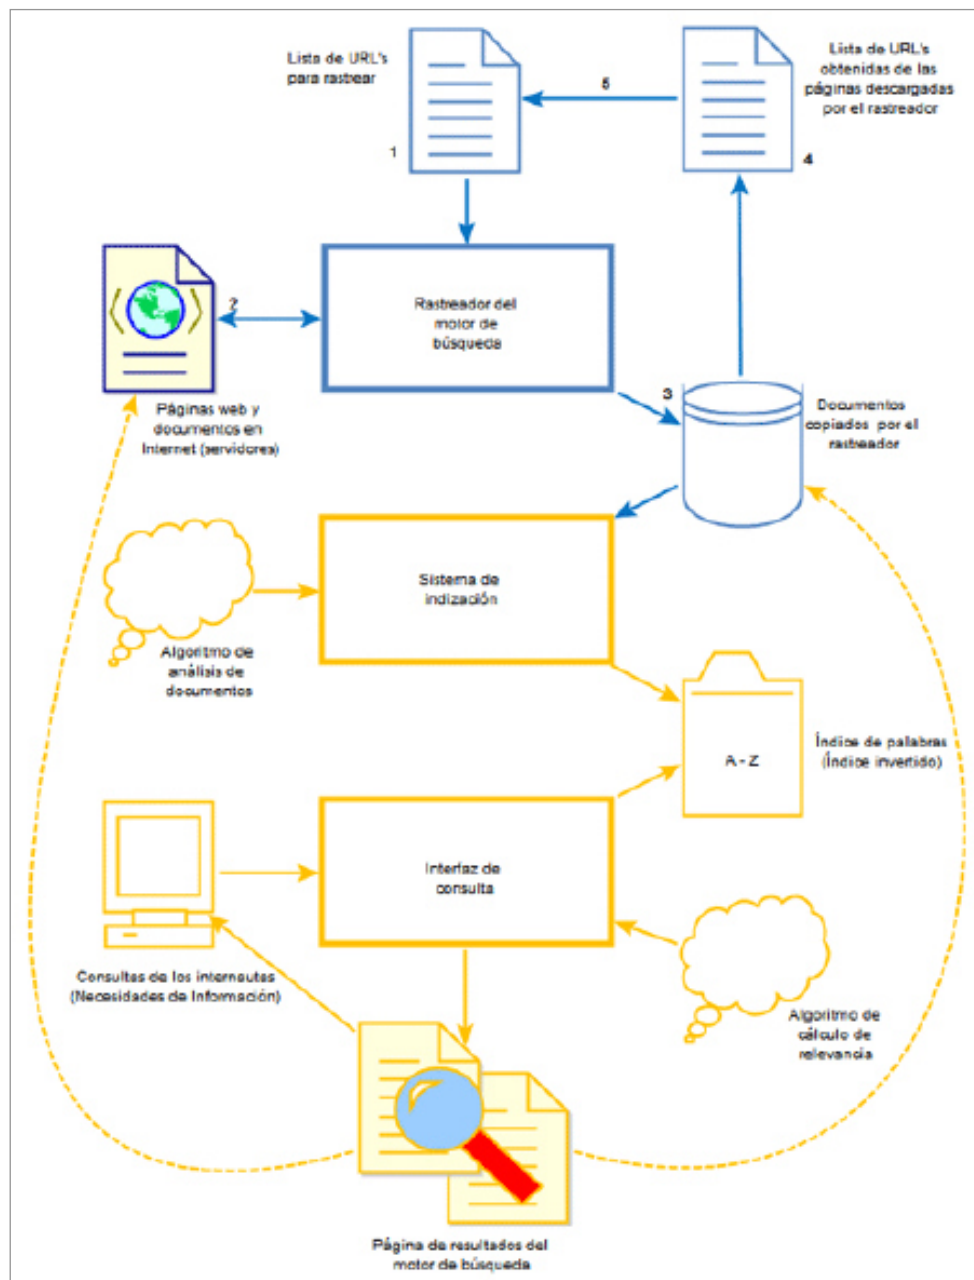 Lista de URL's
para rastrear
1
5
Lista de URL's
obtenidas de las
páginas descargadas
por el rastreador
4
2
Rastreador del
motor de
búsqueda
Páginas web y
documentos en
Internet (servidores)
3
Documentos
copiados por el
rastreador
Sistema de
indización
Algoritmo de
análisis de
documentos
A - Z
Índice de palabras
(Índice invertido)
Interfaz de
consulta
Consultas de los internautas
(Necesidades de Información)
Algoritmo de
cálculo de
relevancia
Página de resultados del
motor de búsqueda